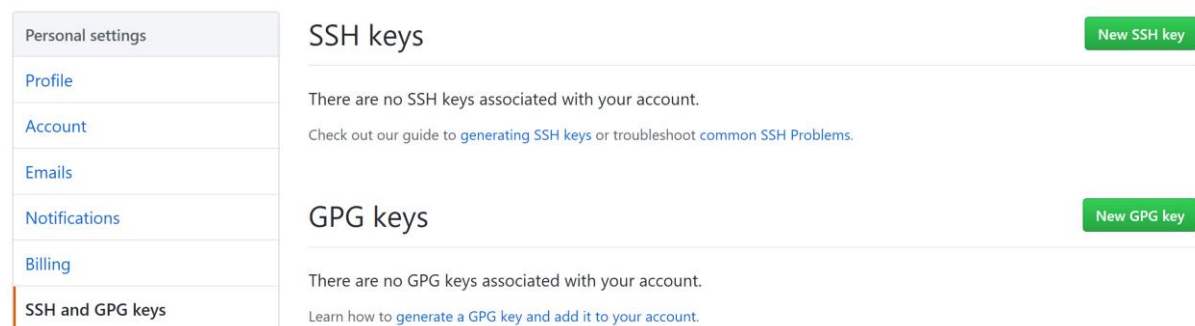 Personal settings
Profile
Account
Emails
Notifications
Billing
SSH and GPG keys
SSH keys
New SSH key
There are no SSH keys associated with your account.
Check out our guide to generating SSH keys or troubleshoot common SSH Problems.
GPG keys
New GPG key
There are no GPG keys associated with your account.
Learn how to generate a GPG key and add it to your account.